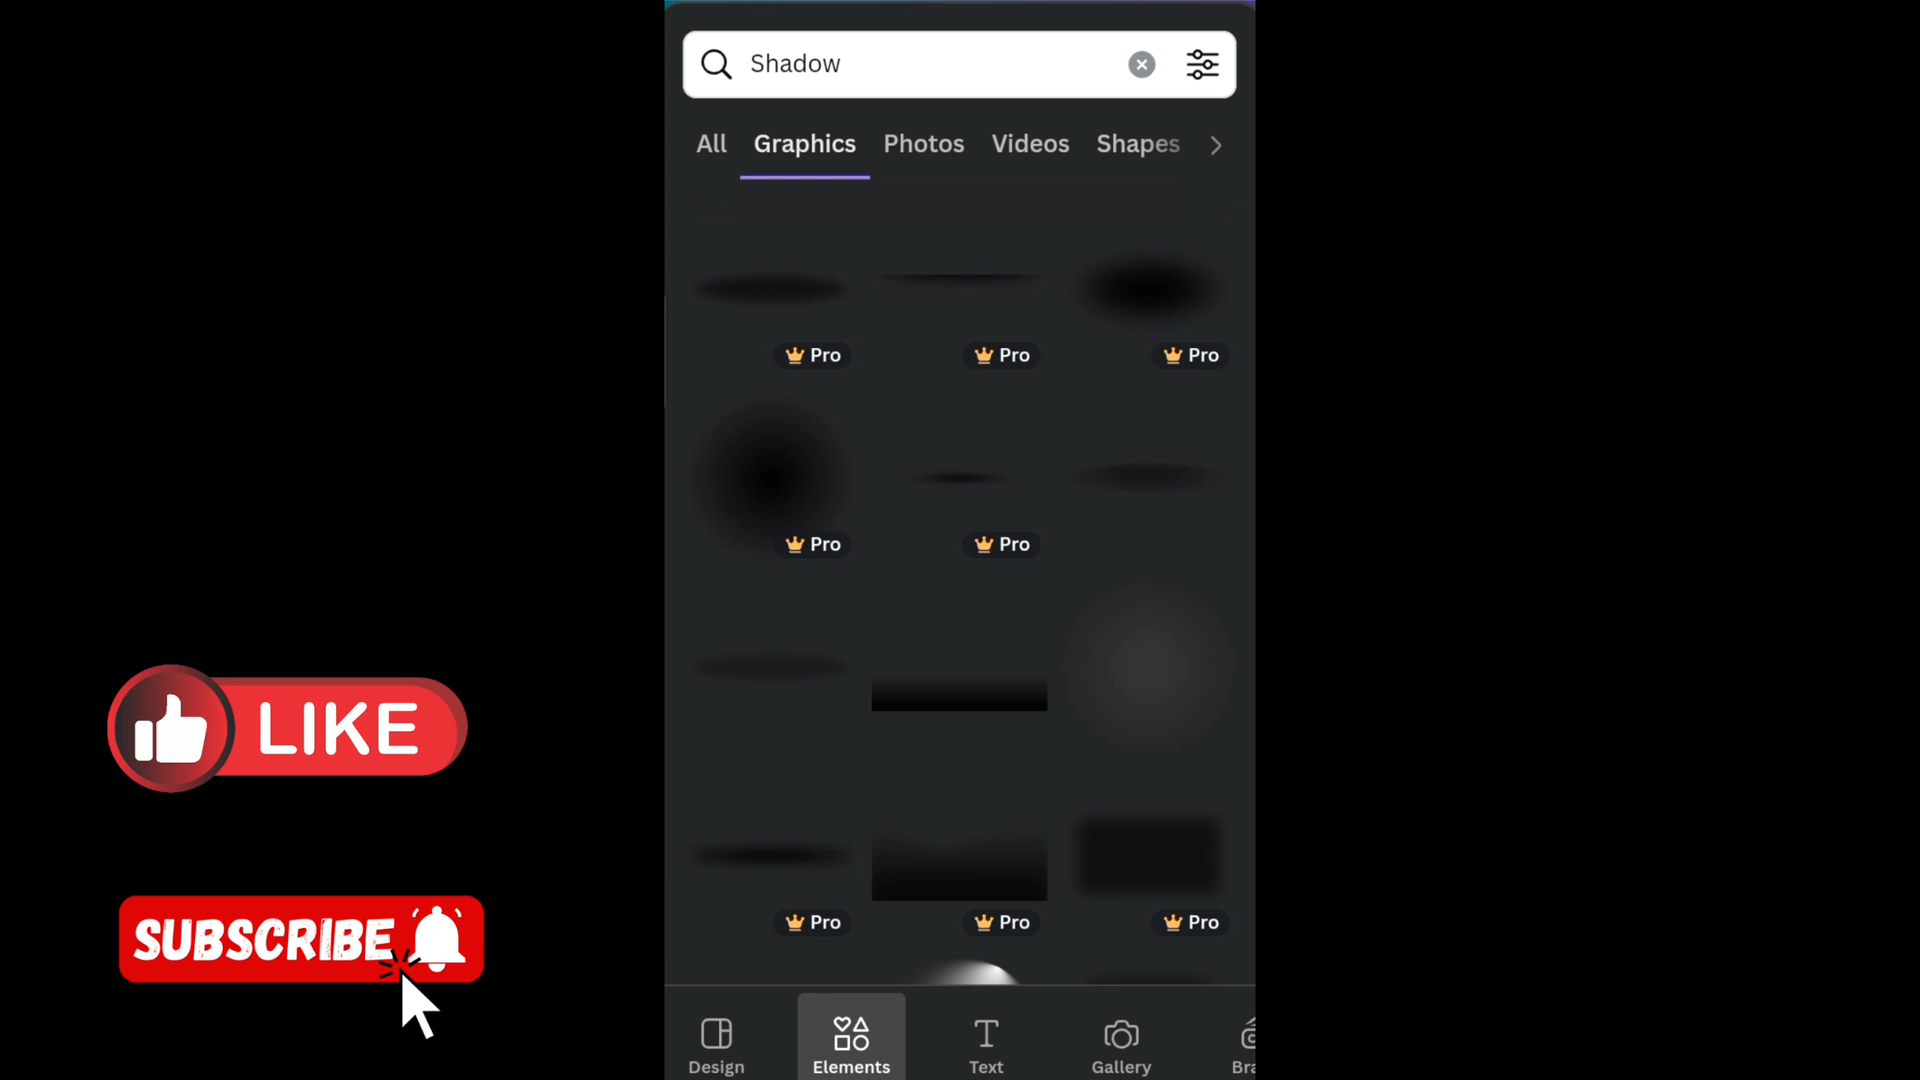 Shadow
All Graphics Photos Videos Shapes
Pro Pro Pro
Pro Pro
LIKE
Pro Pro Pro
SUBSCRIBE
Design Elements Text Gallery Bra